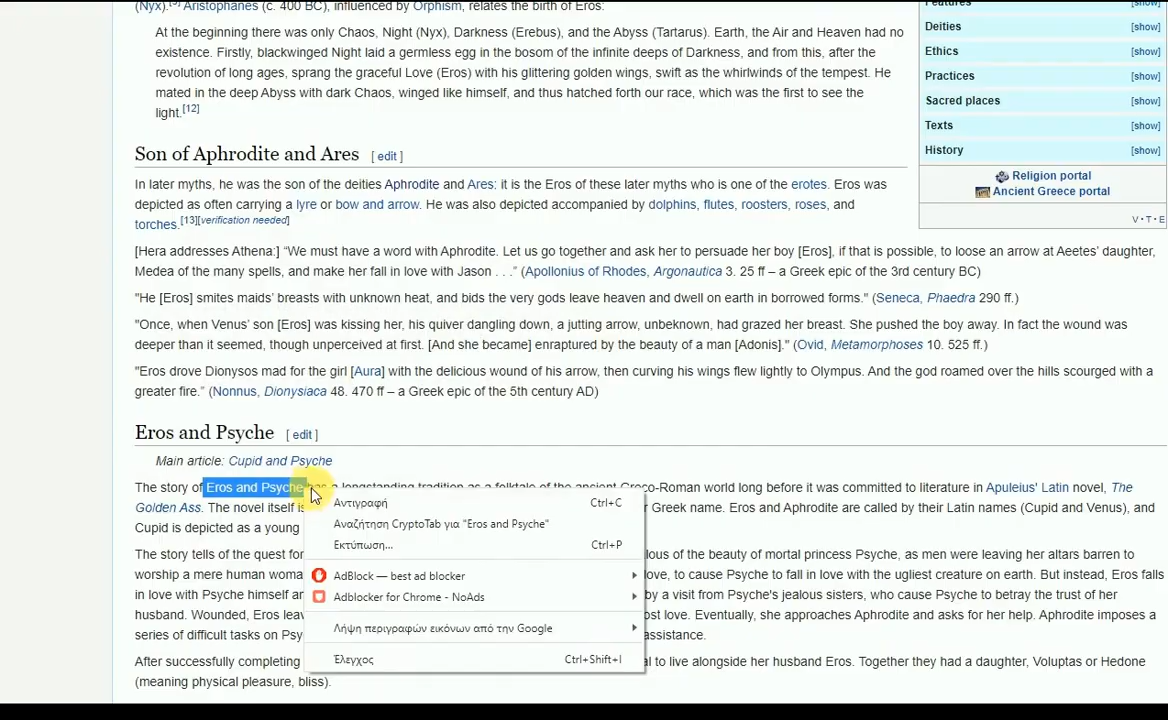 (Nyx).[5] Aristophanes (c. 400 BC), influenced by Orphism, relates the birth of Eros:
At the beginning there was only Chaos, Night (Nyx), Darkness (Erebus), and the Abyss (Tartarus). Earth, the Air and Heaven had no
existence. Firstly, blackwinged Night laid a germless egg in the bosom of the infinite deeps of Darkness, and from this, after the
revolution of long ages, sprang the graceful Love (Eros) with his glittering golden wings, swift as the whirlwinds of the tempest. He
mated in the deep Abyss with dark Chaos, winged like himself, and thus hatched forth our race, which was the first to see the
light.[12]
Son of Aphrodite and Ares [ edit ]
In later myths, he was the son of the deities Aphrodite and Ares: it is the Eros of these later myths who is one of the erotes. Eros was
depicted as often carrying a lyre or bow and arrow. He was also depicted accompanied by dolphins, flutes, roosters, roses, and
torches.[13][verification needed]
[Hera addresses Athena:] “We must have a word with Aphrodite. Let us go together and ask her to persuade her boy [Eros], if that is possible, to loose an arrow at Aeetes’ daughter,
Medea of the many spells, and make her fall in love with Jason . . .” (Apollonius of Rhodes, Argonautica 3. 25 ff – a Greek epic of the 3rd century BC)
"He [Eros] smites maids’ breasts with unknown heat, and bids the very gods leave heaven and dwell on earth in borrowed forms." (Seneca, Phaedra 290 ff.)
"Once, when Venus’ son [Eros] was kissing her, his quiver dangling down, a jutting arrow, unbeknown, had grazed her breast. She pushed the boy away. In fact the wound was
deeper than it seemed, though unperceived at first. [And she became] enraptured by the beauty of a man [Adonis]." (Ovid, Metamorphoses 10. 525 ff.)
"Eros drove Dionysos mad for the girl [Aura] with the delicious wound of his arrow, then curving his wings flew lightly to Olympus. And the god roamed over the hills scourged with a
greater fire.” (Nonnus, Dionysiaca 48. 470 ff – a Greek epic of the 5th century AD)
Eros and Psyche [ edit ]
Main article: Cupid and Psyche
The story of Eros and Psyche has a longstanding tradition as a folktale of the ancient Greco-Roman world long before it was committed to literature in Apuleius' Latin novel, The
Golden Ass. The novel itself is Greek name. Eros and Aphrodite are called by their Latin names (Cupid and Venus), and
Cupid is depicted as a young
The story tells of the quest for lous of the beauty of mortal princess Psyche, as men were leaving her altars barren to
worship a mere human woma love, to cause Psyche to fall in love with the ugliest creature on earth. But instead, Eros falls
in love with Psyche himself an by a visit from Psyche's jealous sisters, who cause Psyche to betray the trust of her
husband. Wounded, Eros leav ost love. Eventually, she approaches Aphrodite and asks for her help. Aphrodite imposes a
series of difficult tasks on Psy assistance.
After successfully completing al to live alongside her husband Eros. Together they had a daughter, Voluptas or Hedone
(meaning physical pleasure, bliss).
Αντιγραφή Ctrl+C
Αναζήτηση CryptoTab για "Eros and Psyche"
Εκτύπωση... Ctrl+P
AdBlock — best ad blocker
Adblocker for Chrome - NoAds
Λήψη περιγραφών εικόνων από την Google
Έλεγχος Ctrl+Shift+I
Features [show]
Deities [show]
Ethics [show]
Practices [show]
Sacred places [show]
Texts [show]
History [show]
Religion portal
Ancient Greece portal
V·T·E